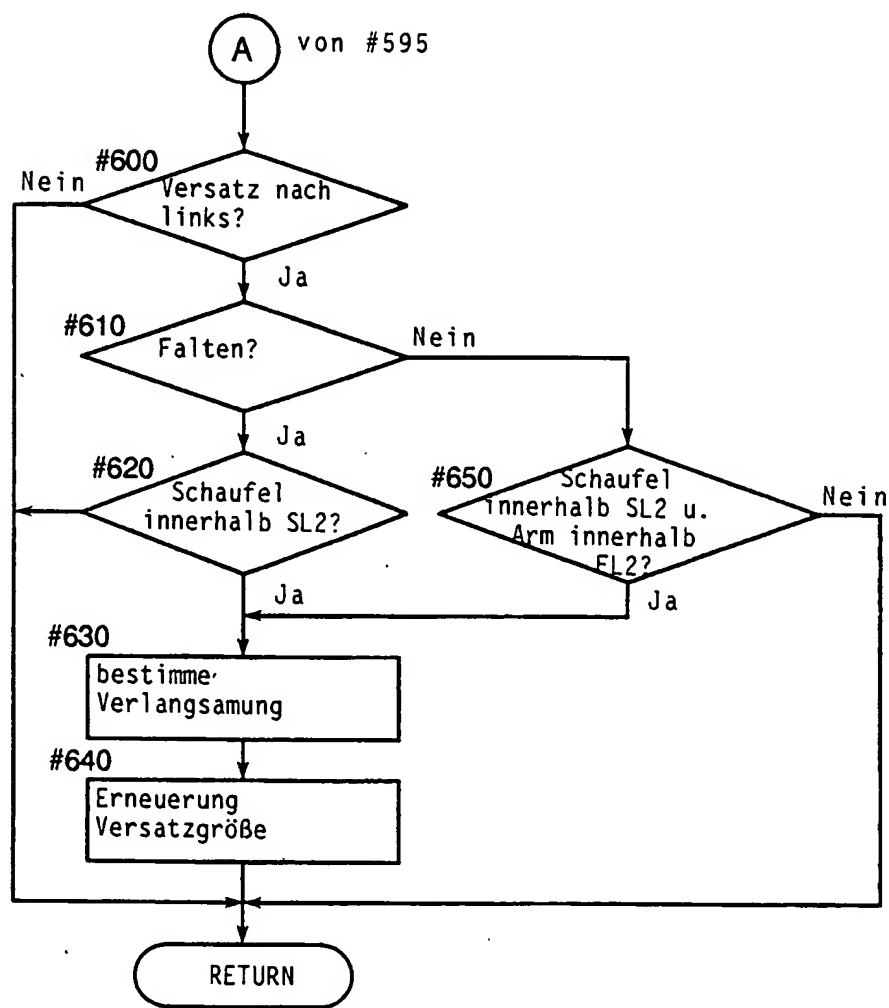 A
von #595
#600
Nein
Versatz nach
links?
Ja
#610
Falten?
Nein
Ja
#620
Schaufel
innerhalb SL2?
#650
Schaufel
innerhalb SL2 u.
Arm innerhalb
EL2?
Nein
Ja
Ja
#630
bestimme
Verlangsamung
#640
Erneuerung
Versatzgröße
RETURN